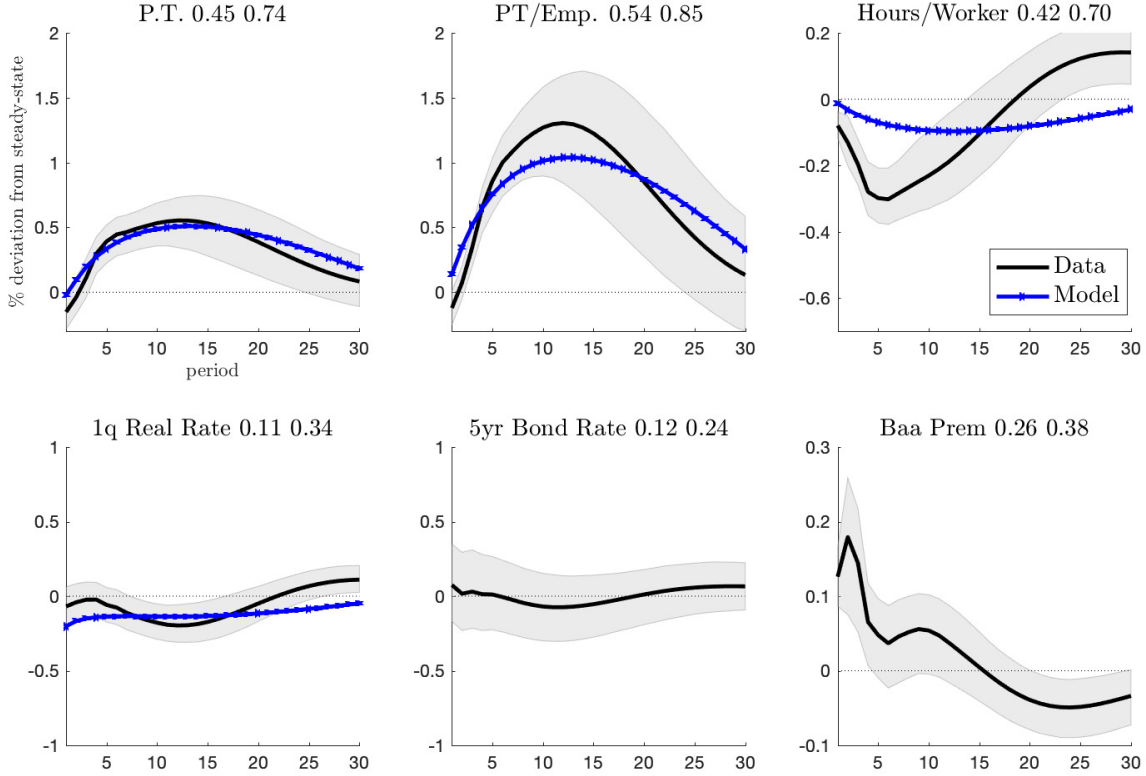 P.T. 0.45 0.74
% deviation from steady-state
2
1.5
1
0.5
0
5 10 15 20 25 30
period
PT/Emp. 0.54 0.85
2
1.5
1
0.5
0
5 10 15 20 25 30
Hours/Worker 0.42 0.70
0.2
0
-0.2
-0.4
-0.6
5 10 15 20 25 30
Data
Model
1q Real Rate 0.11 0.34
1
0.5
0
-0.5
-1
5 10 15 20 25 30
5yr Bond Rate 0.12 0.24
1
0.5
0
-0.5
-1
5 10 15 20 25 30
Baa Prem 0.26 0.38
0.3
0.2
0.1
0
-0.1
5 10 15 20 25 30